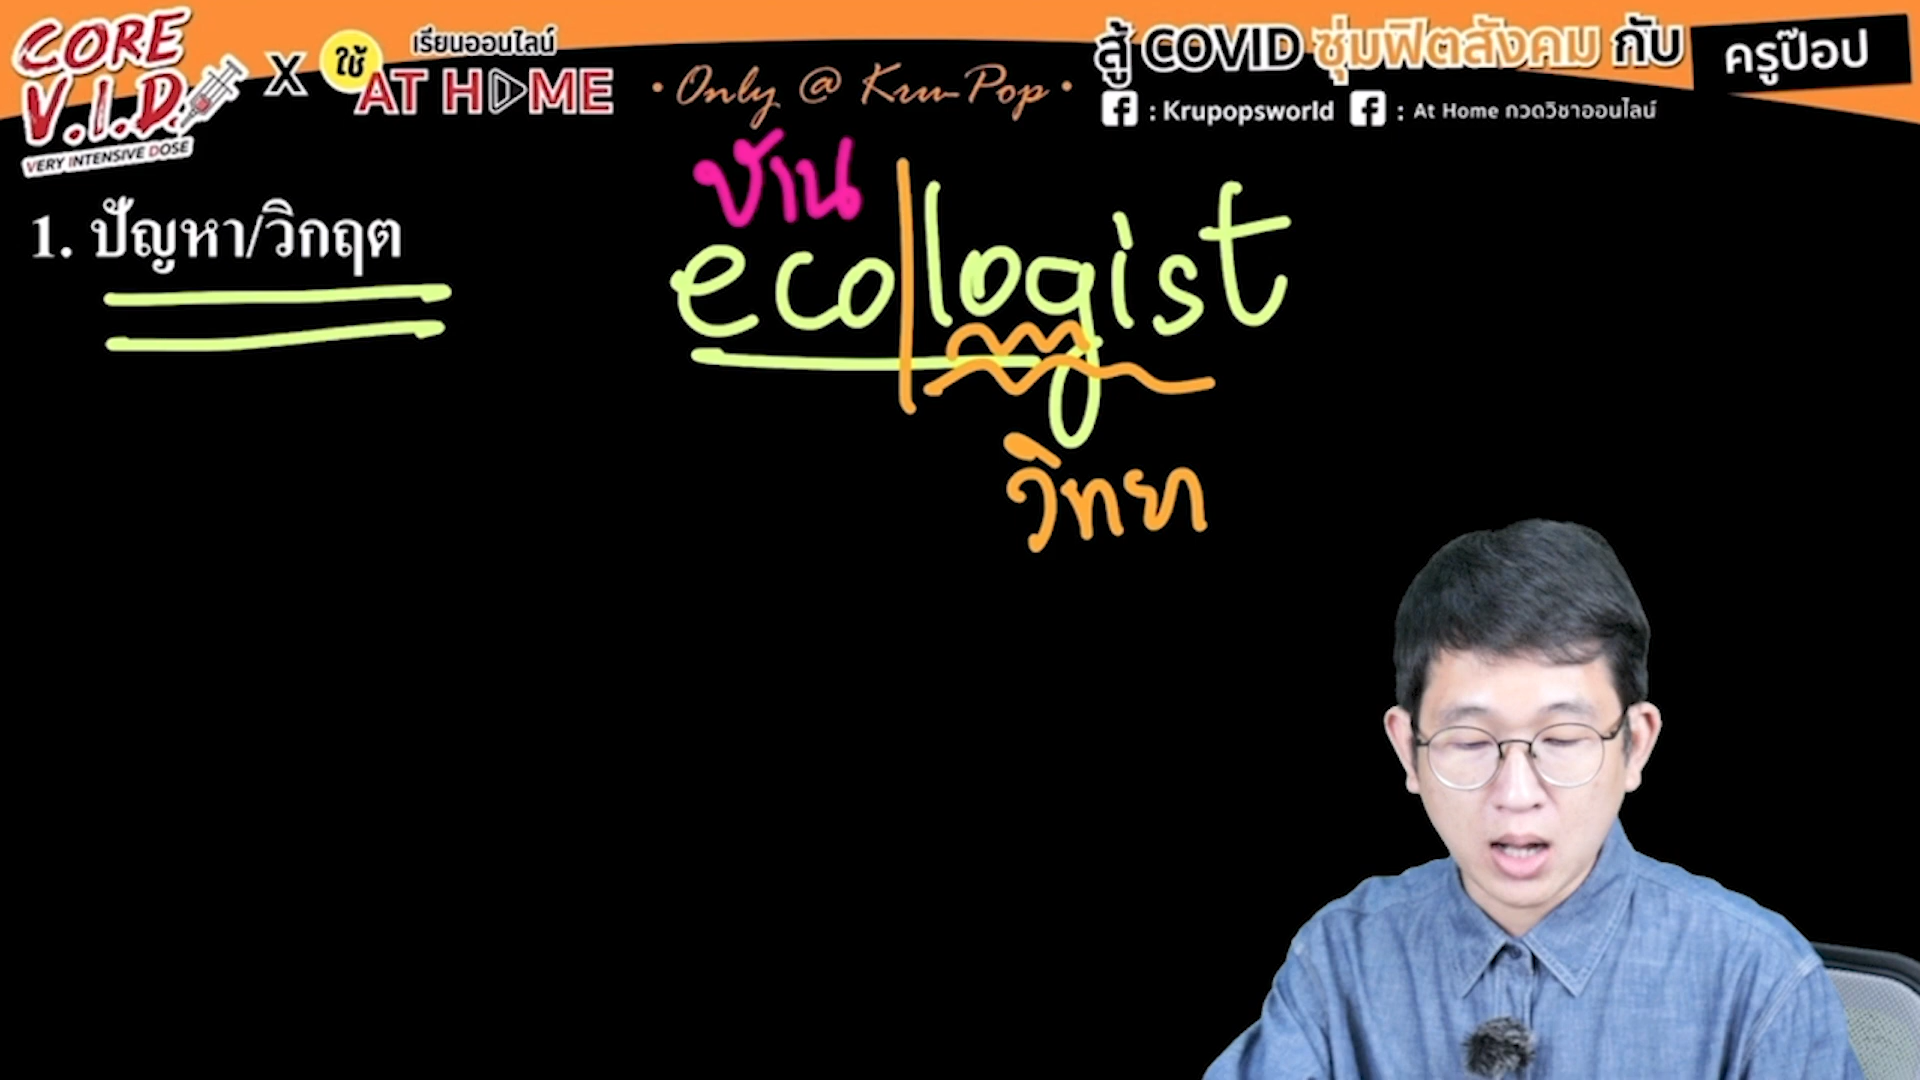 CORE
V.I.D.
VERY INTENSIVE DOSE
X
ใช้
เรียนออนไลน์
AT HOME
• Only @ Kru-Pop •
สู้ COVID ซุ่มฟิตสังคม กับ ครูป๊อป
: Krupopsworld : At Home กวดวิชาออนไลน์
1. ปัญหา/วิกฤต
บ้าน
ecologist
วิทยา